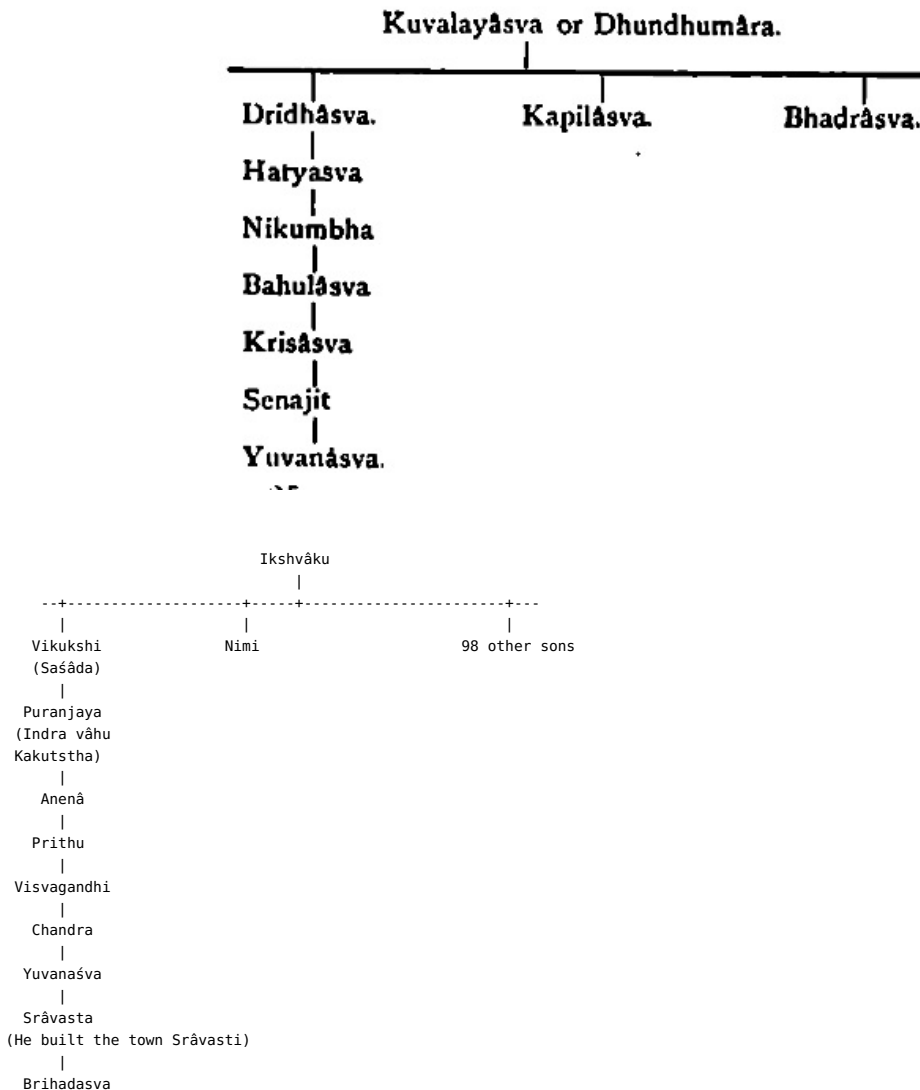 Kuvalayâsva or Dhundhumâra.
Dridhâsva. Kapilâsva. Bhadrâsva.
Haryasva
Nikumbha
Bahulâsva
Krisâsva
Senajit
Yuvanâsva.
Ikshvâku
|
--+--------------------+-----+-----------------------+---
| | |
Vikukshi Nimi 98 other sons
(Saśâda)
|
Puranjaya
(Indra vâhu
Kakutstha)
|
Anenâ
|
Prithu
|
Visvagandhi
|
Chandra
|
Yuvanaśva
|
Srâvasta
(He built the town Srâvasti)
|
Brihadasva